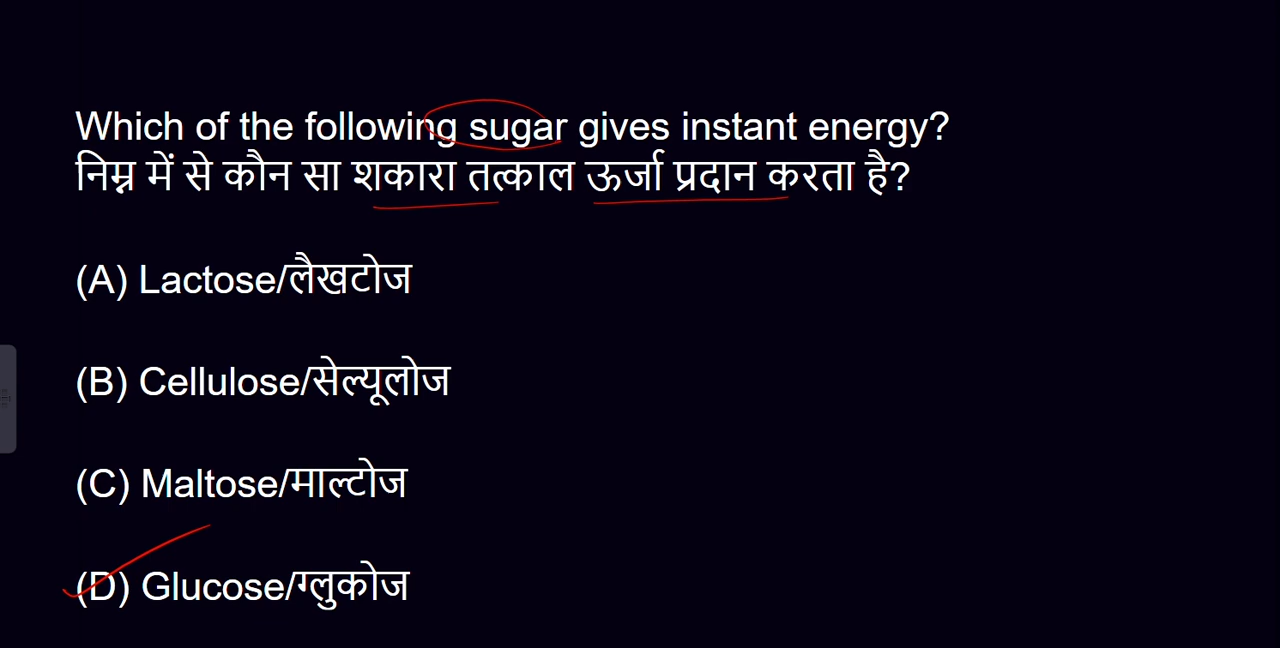 Which of the following sugar gives instant energy?
निम्न में से कौन सा शकारा तत्काल ऊर्जा प्रदान करता है?
(A) Lactose/लैखटोज
(B) Cellulose/सेल्यूलोज
(C) Maltose/माल्टोज
(D) Glucose/ग्लुकोज